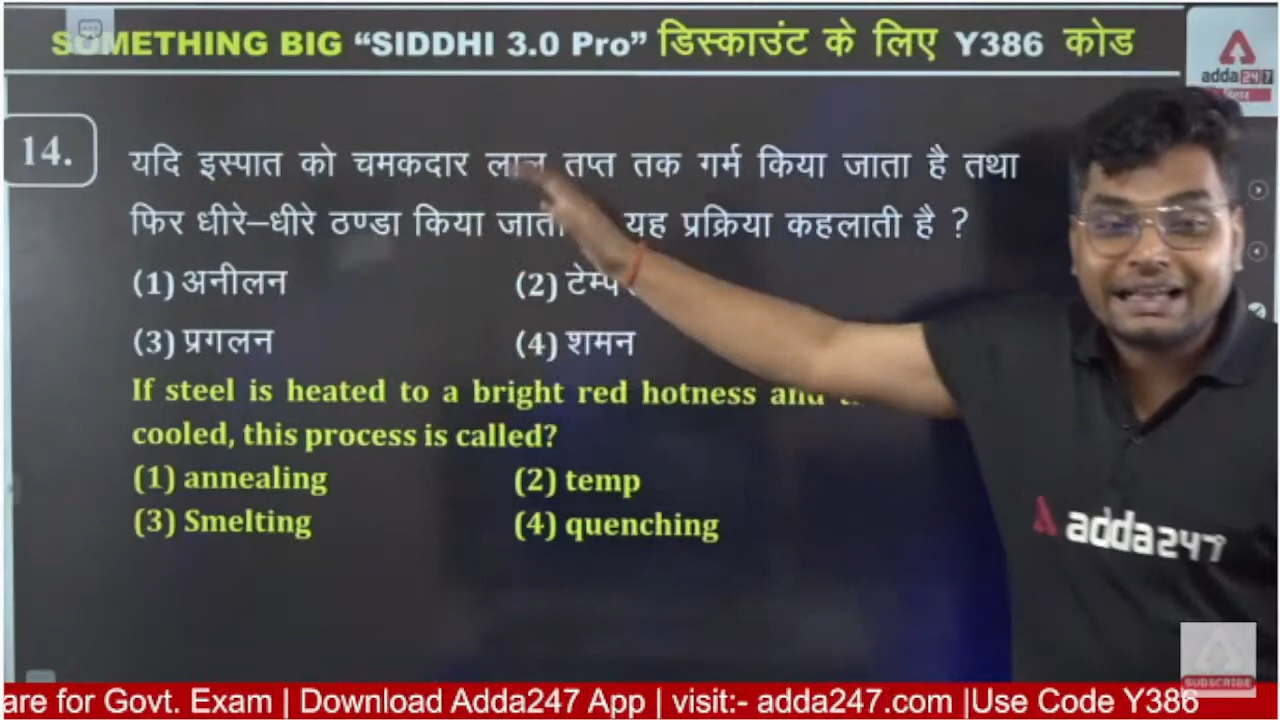 SOMETHING BIG “SIDDHI 3.0 Pro” डिस्काउंट के लिए Y386 कोड
adda247
14. यदि इस्पात को चमकदार लाल तप्त तक गर्म किया जाता है तथा
फिर धीरे–धीरे ठण्डा किया जाता यह प्रक्रिया कहलाती है ?
(1) अनीलन (2)
(3) प्रगलन (4) शमन
If steel is heated to a bright red hotness and
cooled, this process is called?
(1) annealing (2) temp
(3) Smelting (4) quenching
adda247
SUBSCRIBE
are for Govt. Exam | Download Adda247 App | visit:- adda247.com |Use Code Y386